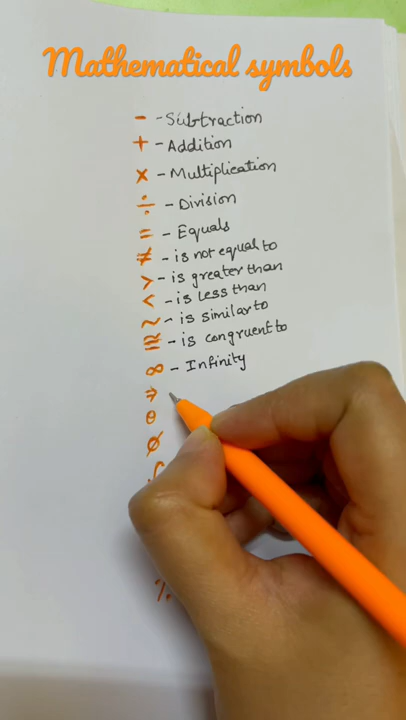 Mathematical symbols
- - Subtraction
+ - Addition
× - Multiplication
÷ - Division
= - Equals
≠ - is not equal to
> - is greater than
< - is less than
~ - is similar to
≅ - is congruent to
∞ - Infinity
⇒
θ
∅